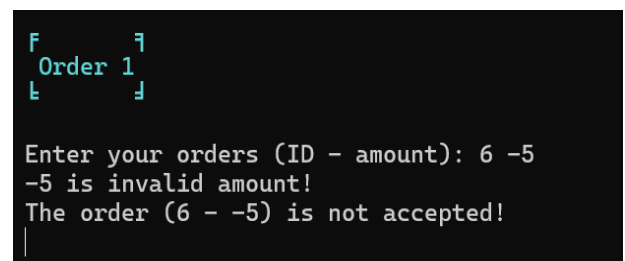 Order 1
Enter your orders (ID - amount): 6 -5
-5 is invalid amount!
The order (6 - -5) is not accepted!